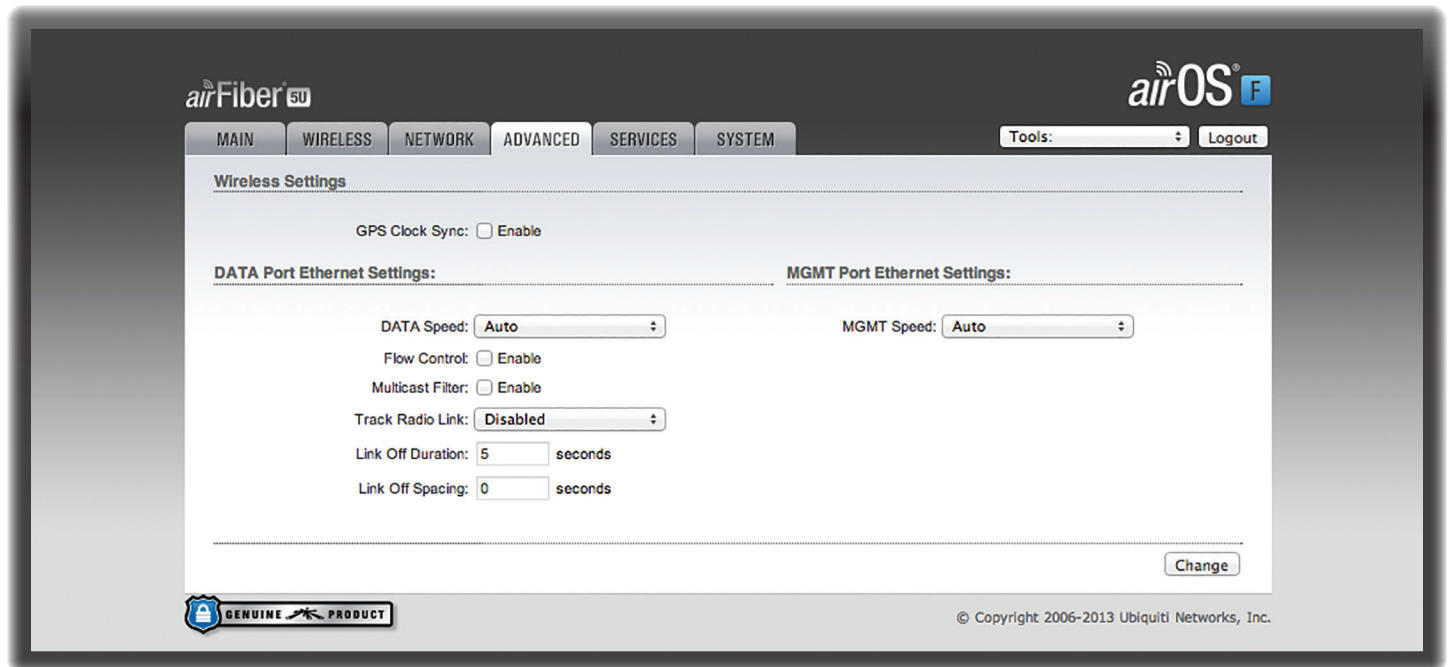 airFiber® 5U
airOS® F
MAIN WIRELESS NETWORK ADVANCED SERVICES SYSTEM Tools: Logout
Wireless Settings
GPS Clock Sync: Enable
DATA Port Ethernet Settings: MGMT Port Ethernet Settings:
DATA Speed: Auto MGMT Speed: Auto
Flow Control: Enable
Multicast Filter: Enable
Track Radio Link: Disabled
Link Off Duration: 5 seconds
Link Off Spacing: 0 seconds
Change
GENUINE PRODUCT
© Copyright 2006-2013 Ubiquiti Networks, Inc.